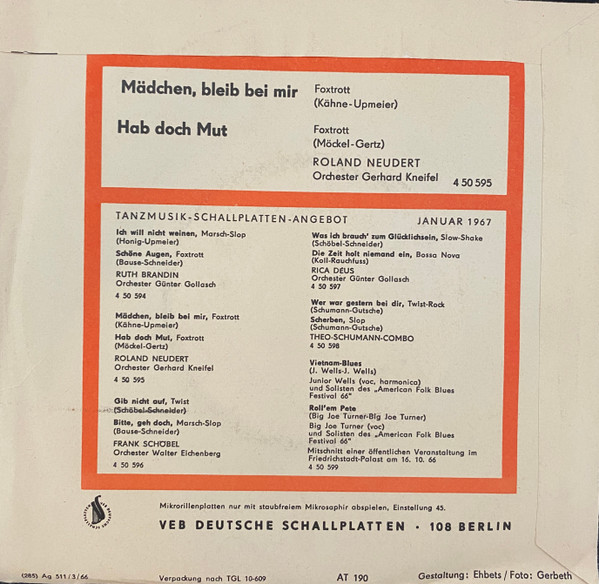 Mädchen, bleib bei mir Foxtrott
(Kähne-Upmeier)
Hab doch Mut Foxtrott
(Möckel-Gertz)
ROLAND NEUDERT
Orchester Gerhard Kneifel 4 50 595
TANZMUSIK-SCHALLPLATTEN-ANGEBOT JANUAR 1967
Ich will nicht weinen, Marsch-Slop
(Honig-Upmeier)
Schöne Augen, Foxtrott
(Bause-Schneider)
RUTH BRANDIN
Orchester Günter Gollasch
4 50 594
Mädchen, bleib bei mir, Foxtrott
(Kähne-Upmeier)
Hab doch Mut, Foxtrott
(Möckel-Gertz)
ROLAND NEUDERT
Orchester Gerhard Kneifel
4 50 595
Gib nicht auf, Twist
(Schöbel-Schneider)
Bitte, geh doch, Marsch-Slop
(Bause-Schneider)
FRANK SCHÖBEL
Orchester Walter Eichenberg
4 50 596
Was ich brauch' zum Glücklichsein, Slow-Shake
(Schöbel-Schneider)
Die Zeit holt niemand ein, Bossa Nova
(Koll-Rauchfuss)
RICA DEUS
Orchester Günter Gollasch
4 50 597
Wer war gestern bei dir, Twist-Rock
(Schumann-Gutsche)
Scherben, Slop
(Schumann-Gutsche)
THEO-SCHUMANN-COMBO
4 50 598
Vietnam-Blues
(J. Wells-J. Wells)
Junior Wells (voc, harmonica)
und Solisten des „American Folk Blues
Festival 66"
Roll'em Pete
(Big Joe Turner-Big Joe Turner)
Big Joe Turner (voc)
und Solisten des „American Folk Blues
Festival 66"
Mitschnitt einer öffentlichen Veranstaltung im
Friedrichstadt-Palast am 16. 10. 66
4 50 599
Mikrorillenplatten nur mit staubfreiem Mikrosaphir abspielen, Einstellung 45.
VEB DEUTSCHE SCHALLPLATTEN · 108 BERLIN
(285) Ag 511/3/66 Verpackung nach TGL 10-609 AT 190 Gestaltung: Ehbets/Foto: Gerbeth